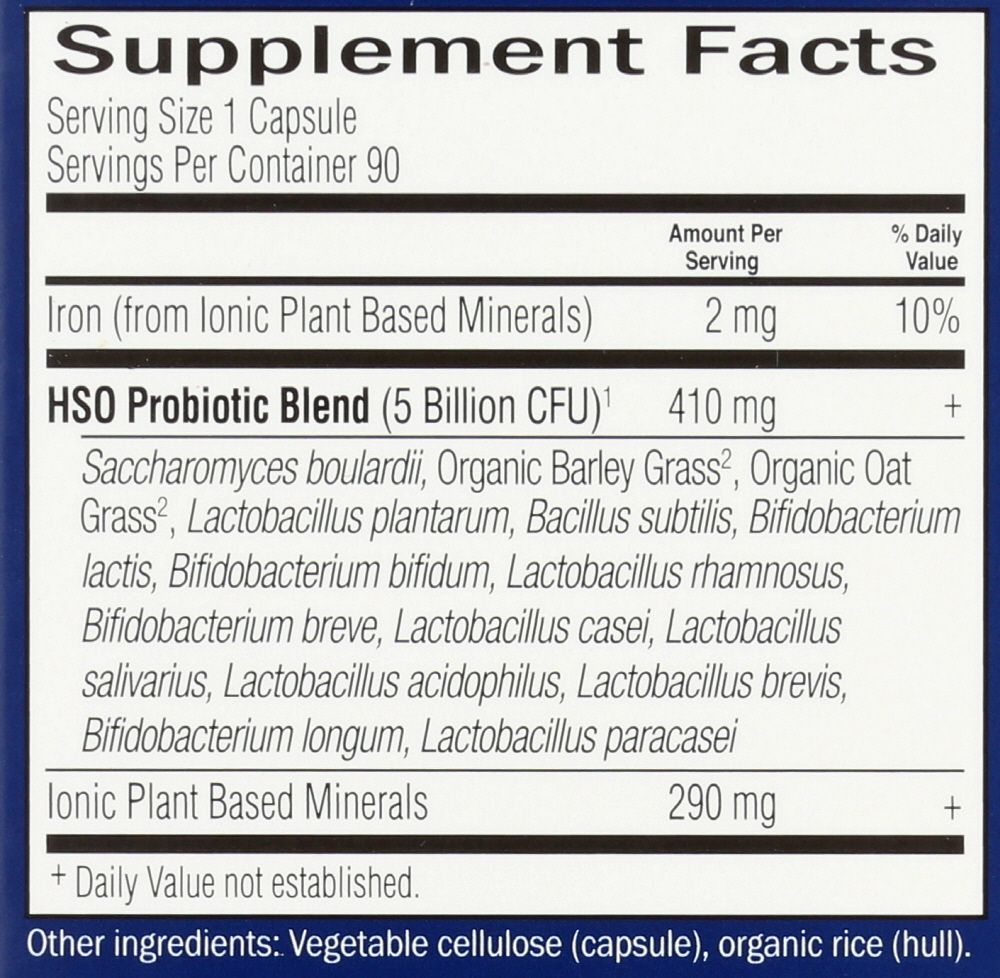 Supplement Facts
Serving Size 1 Capsule
Servings Per Container 90
Amount Per % Daily
Serving Value
Iron (from Ionic Plant Based Minerals) 2 mg 10%
HSO Probiotic Blend (5 Billion CFU)¹ 410 mg +
Saccharomyces boulardii, Organic Barley Grass², Organic Oat
Grass², Lactobacillus plantarum, Bacillus subtilis, Bifidobacterium
lactis, Bifidobacterium bifidum, Lactobacillus rhamnosus,
Bifidobacterium breve, Lactobacillus casei, Lactobacillus
salivarius, Lactobacillus acidophilus, Lactobacillus brevis,
Bifidobacterium longum, Lactobacillus paracasei
Ionic Plant Based Minerals 290 mg +
† Daily Value not established.
Other ingredients: Vegetable cellulose (capsule), organic rice (hull).